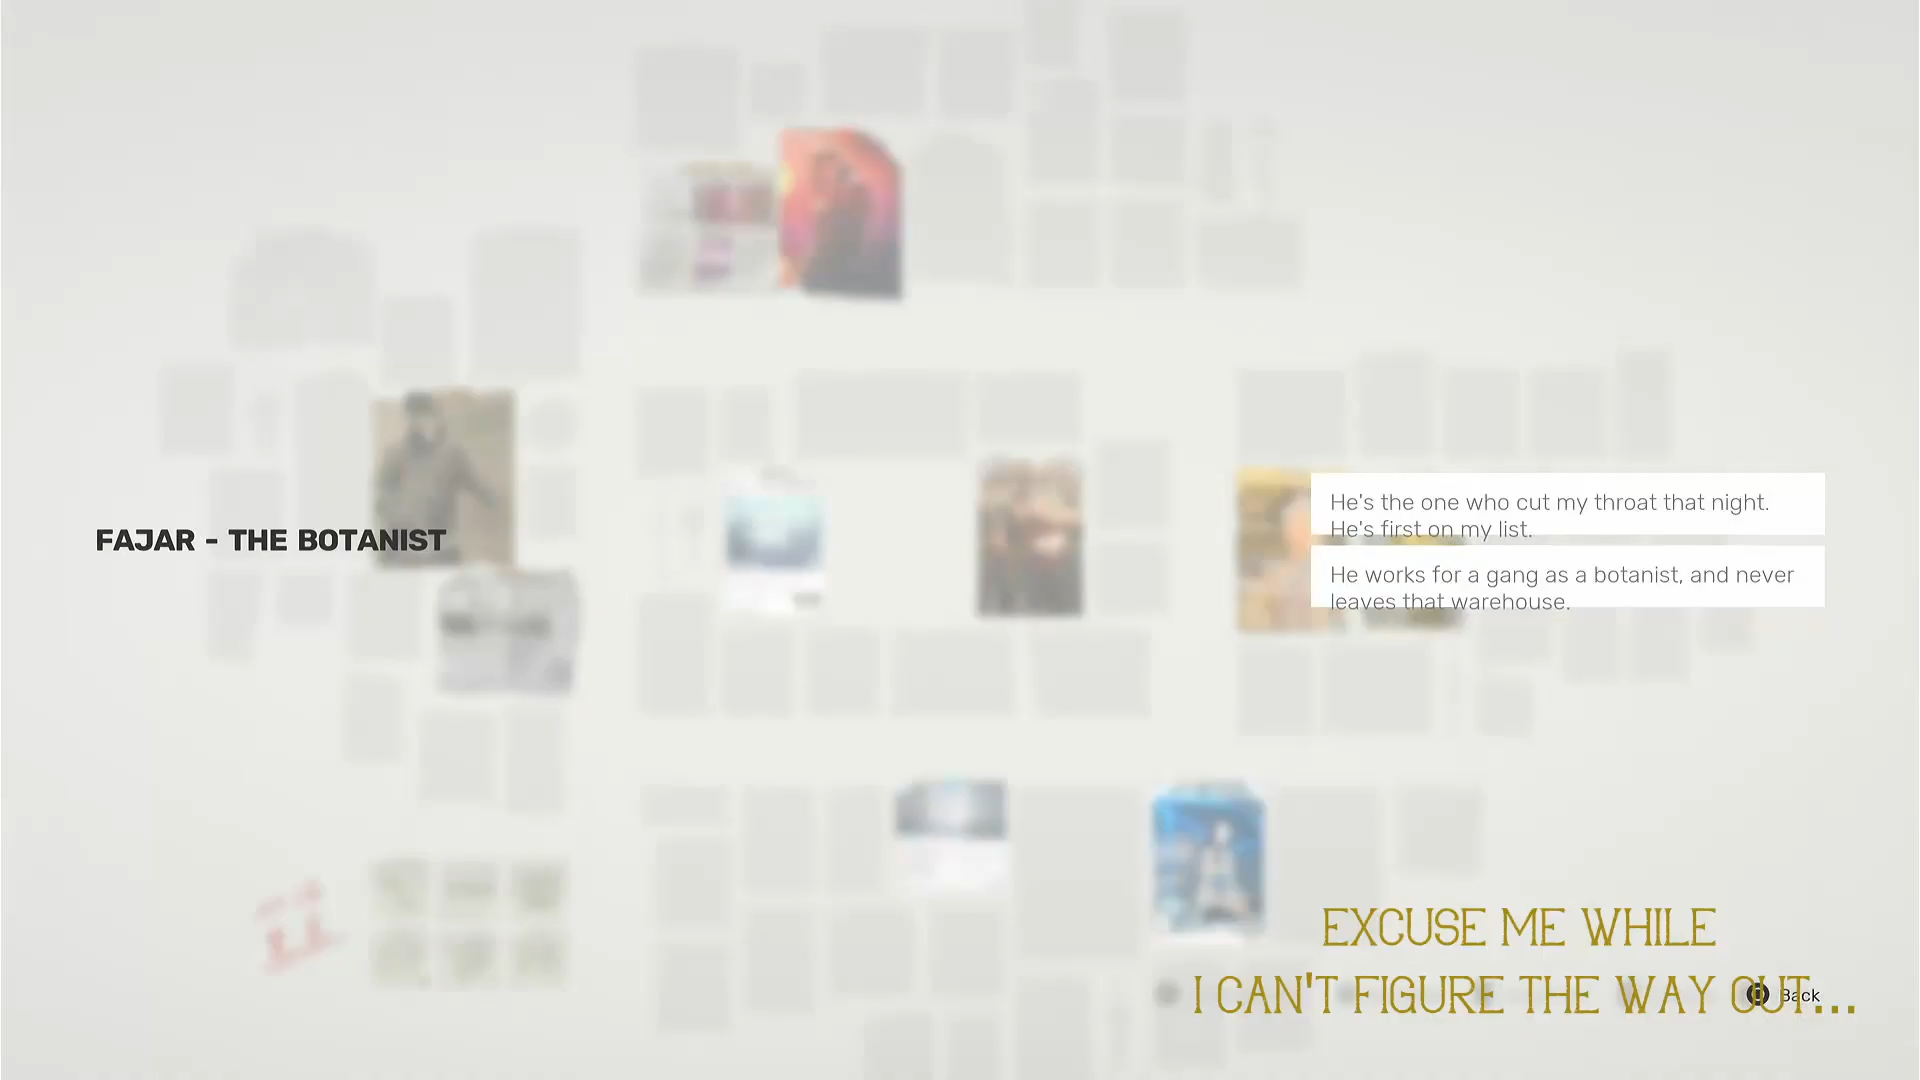 FAJAR - THE BOTANIST
He's the one who cut my throat that night.
He's first on my list.
He works for a gang as a botanist, and never
leaves that warehouse.
EXCUSE ME WHILE
I CAN'T FIGURE THE WAY OUT...
Back